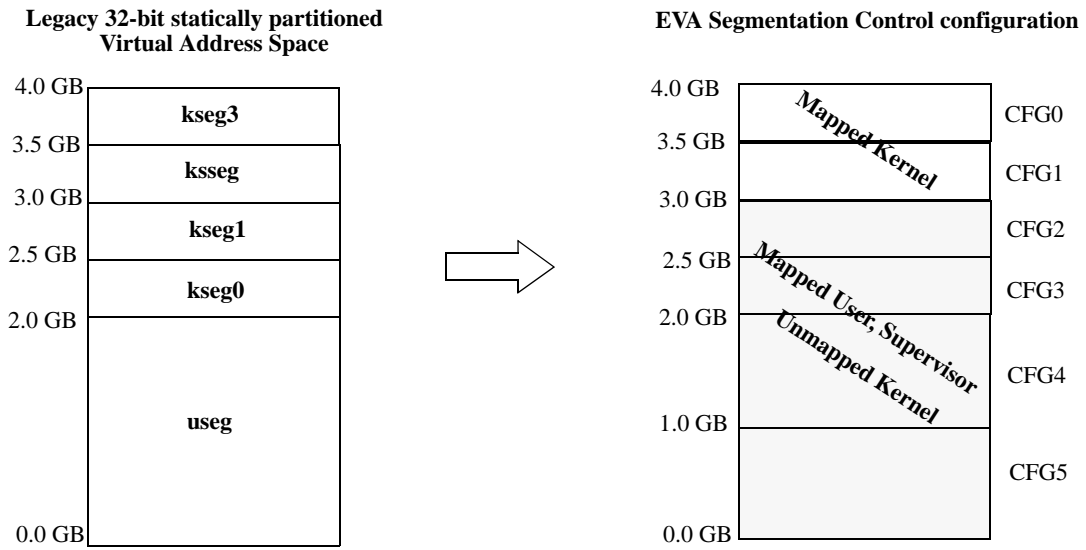 Legacy 32-bit statically partitioned
Virtual Address Space
4.0 GB
kseg3
3.5 GB
ksseg
3.0 GB
kseg1
2.5 GB
kseg0
2.0 GB
useg
0.0 GB
EVA Segmentation Control configuration
4.0 GB
Mapped Kernel
CFG0
3.5 GB
CFG1
3.0 GB
CFG2
2.5 GB
Mapped User, Supervisor
CFG3
2.0 GB
Unmapped Kernel
CFG4
1.0 GB
CFG5
0.0 GB